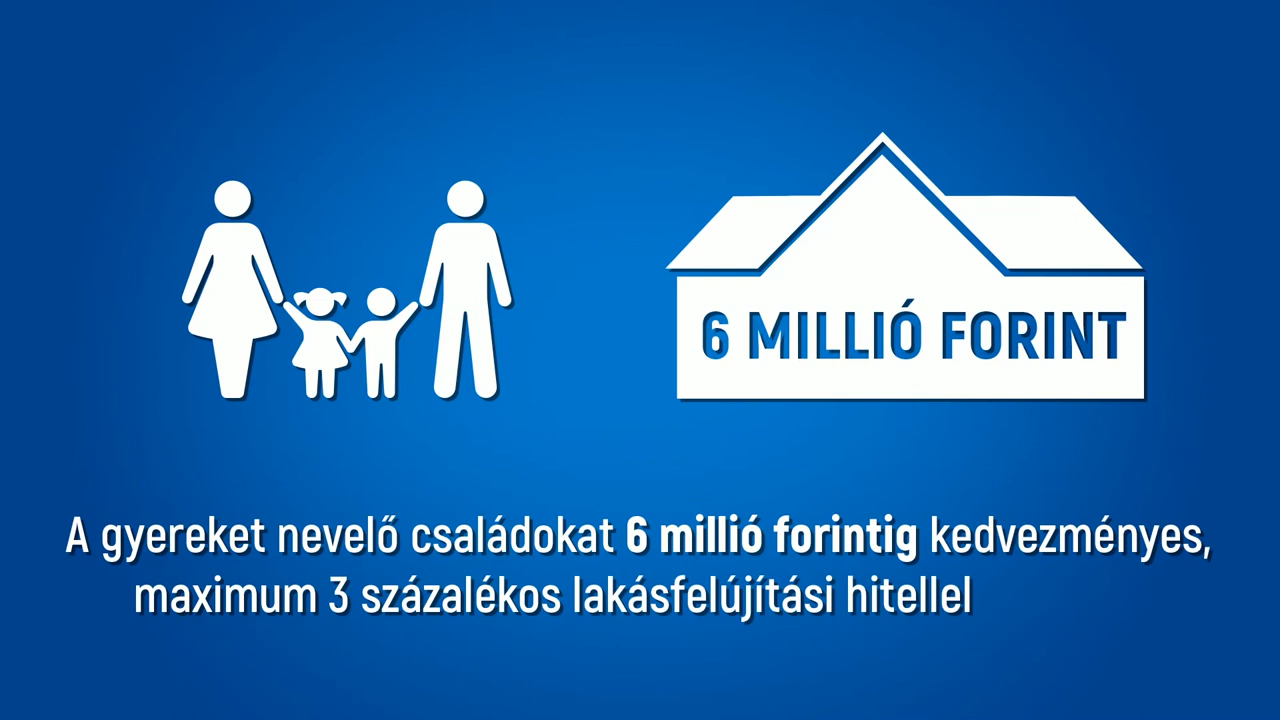 6 MILLIÓ FORINT
A gyereket nevelő családokat 6 millió forintig kedvezményes,
maximum 3 százalékos lakásfelújítási hitellel